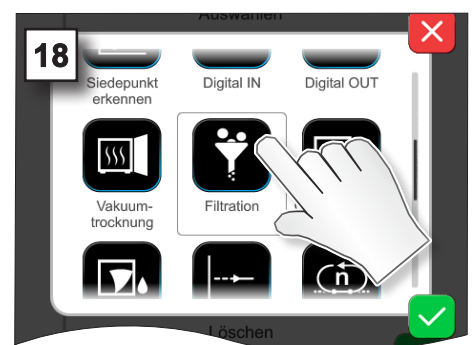 Auswählen
18
Siedepunkt
erkennen
Digital IN
Digital OUT
Vakuum-
trocknung
Filtration
n
Löschen